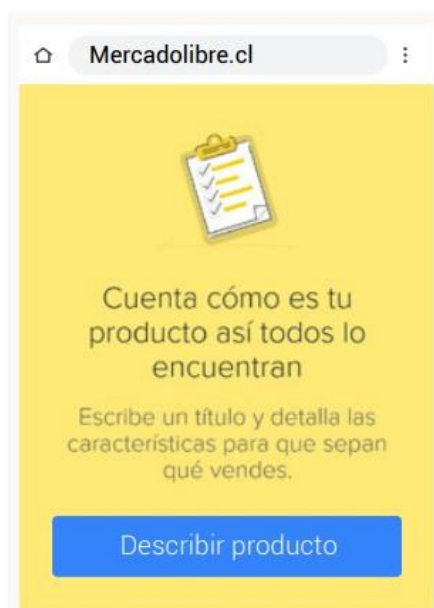 Mercadolibre.cl
Cuenta cómo es tu
producto así todos lo
encuentran
Escribe un título y detalla las
características para que sepan
qué vendes.
Describir producto